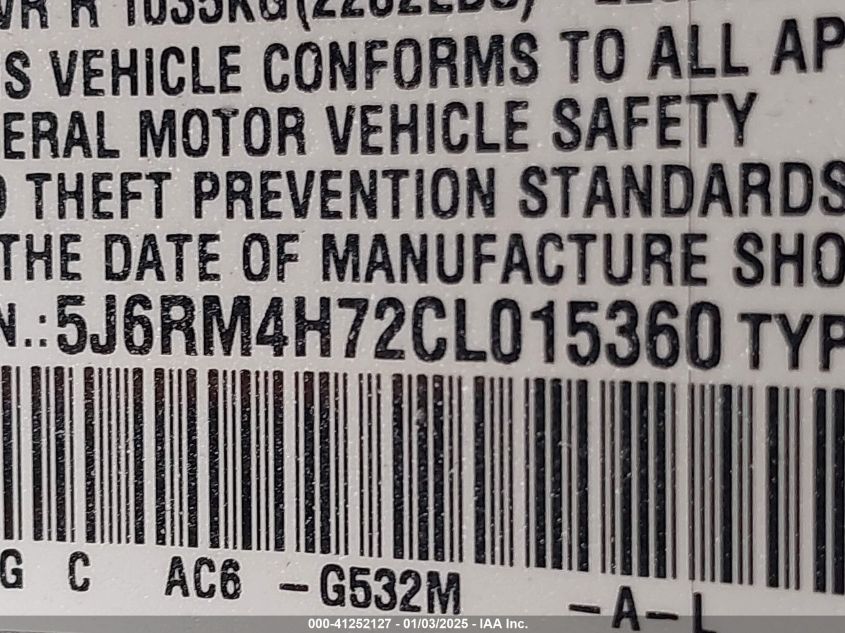 R 1035KG(2282LBS)
S VEHICLE CONFORMS TO ALL AP
ERAL MOTOR VEHICLE SAFETY
THEFT PREVENTION STANDARDS
THE DATE OF MANUFACTURE SHO
N.:5J6RM4H72CL015360 TYP
G C AC6 -G532M -A-L
000-41252127 - 01/03/2025 - IAA Inc.